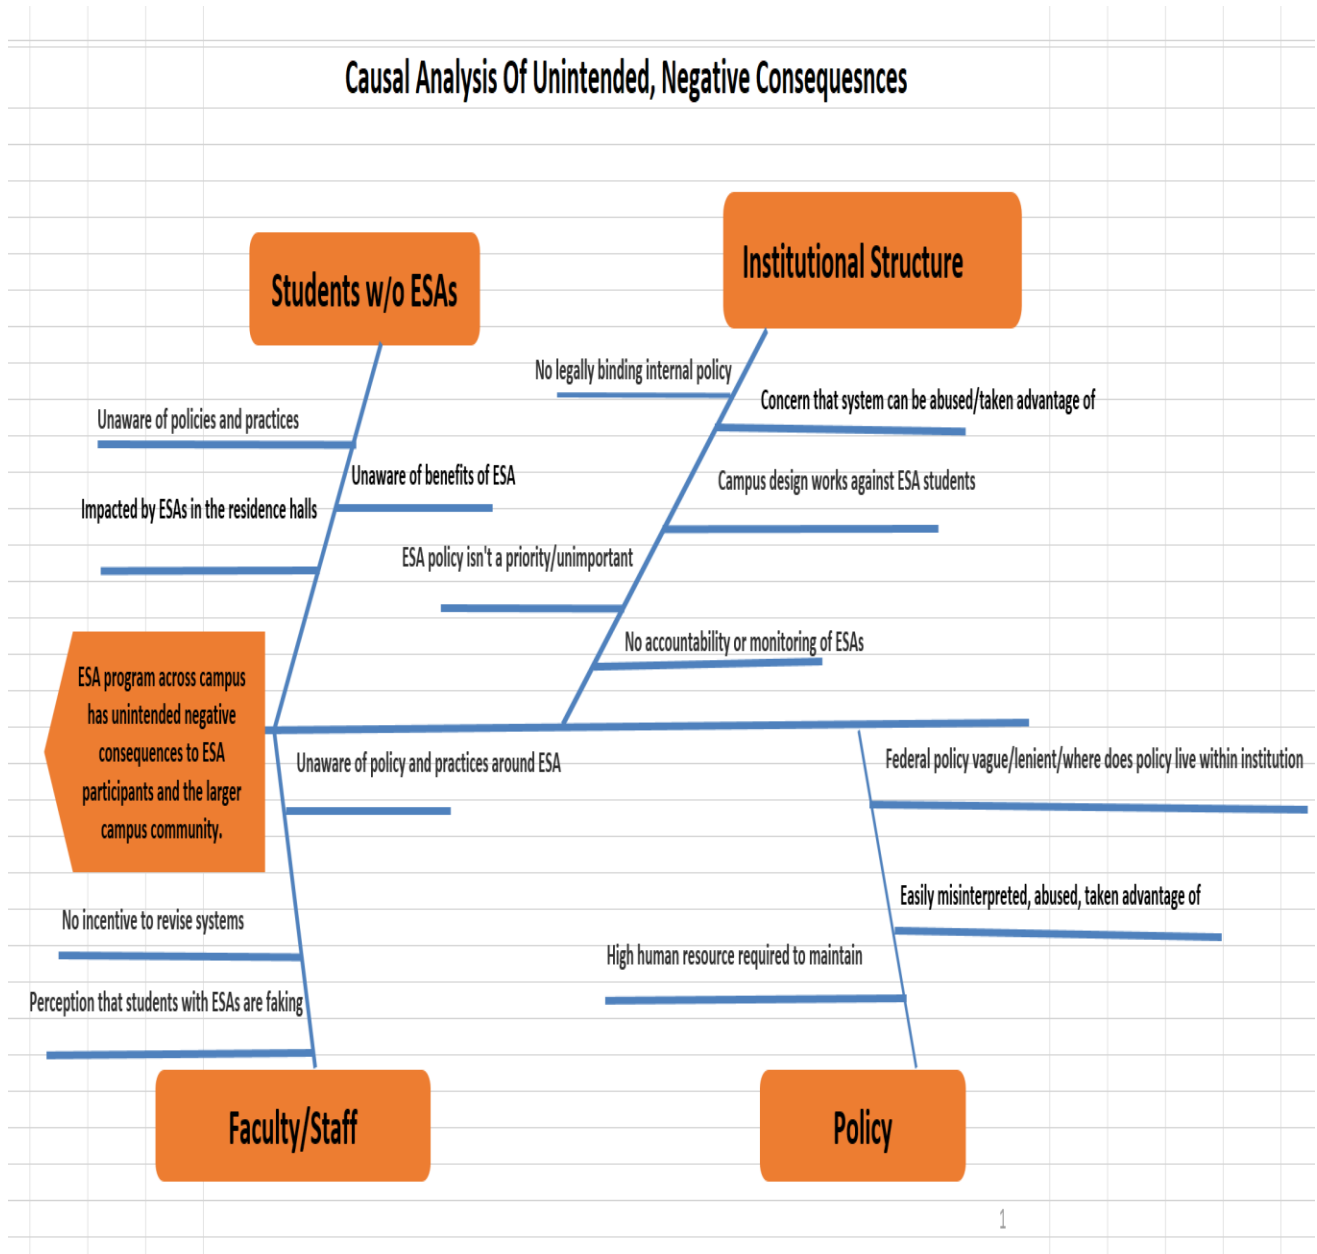 Causal Analysis Of Unintended, Negative Consequesnces
Institutional Structure
Students w/o ESAs
No legally binding internal policy
Concern that system can be abused/taken advantage of
Unaware of policies and practices
Unaware of benefits of ESA
Campus design works against ESA students
Impacted by ESAs in the residence halls
ESA policy isn't a priority/unimportant
No accountability or monitoring of ESAs
ESA program across campus
has unintended negative
consequences to ESA
participants and the larger
campus community.
Unaware of policy and practices around ESA
Federal policy vague/lenient/where does policy live within institution
Easily misinterpreted, abused, taken advantage of
No incentive to revise systems
High human resource required to maintain
Perception that students with ESAs are faking
Faculty/Staff
Policy
1